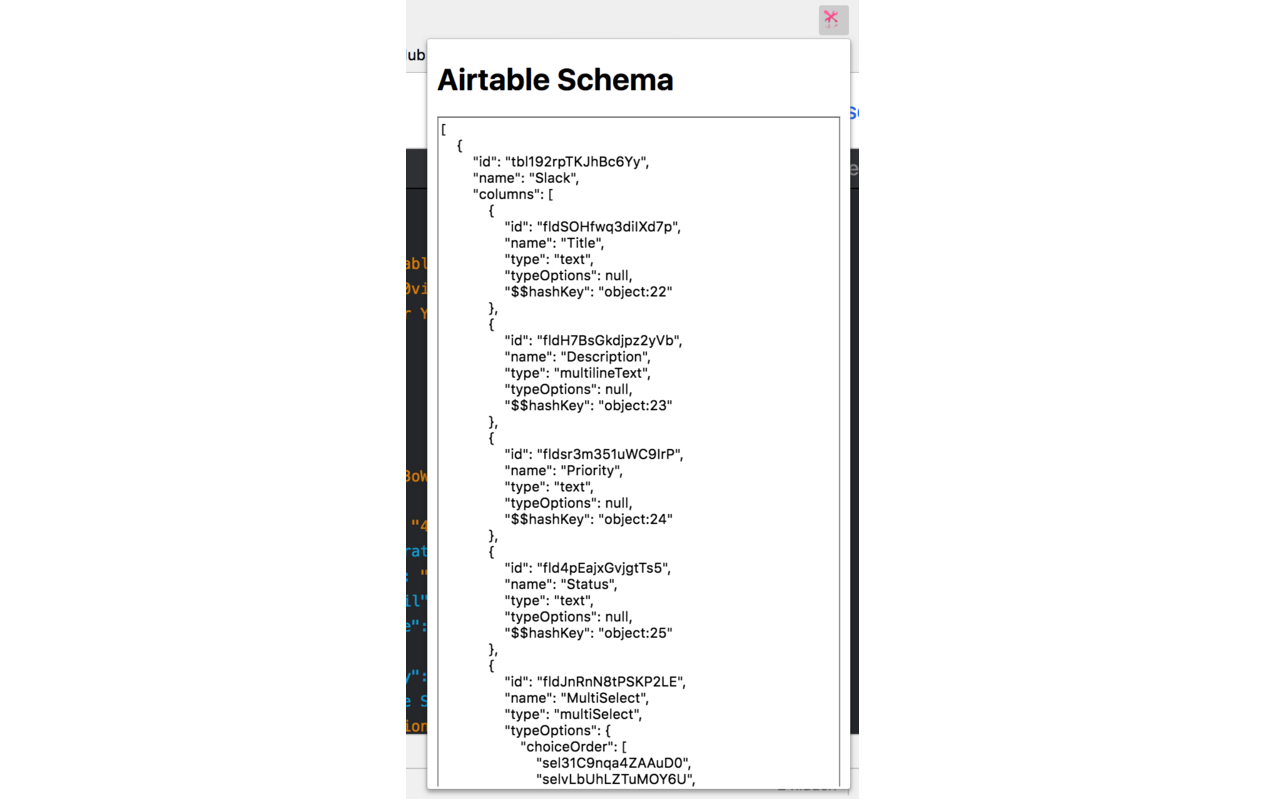 Airtable Schema
[
{
"id": "tbl192rpTKJhBc6Yy",
"name": "Slack",
"columns": [
{
"id": "fldSOHfwq3diIXd7p",
"name": "Title",
"type": "text",
"typeOptions": null,
"$$hashKey": "object:22"
},
{
"id": "fldH7BsGkdjpz2yVb",
"name": "Description",
"type": "multilineText",
"typeOptions": null,
"$$hashKey": "object:23"
},
{
"id": "fldsr3m351uWC9IrP",
"name": "Priority",
"type": "text",
"typeOptions": null,
"$$hashKey": "object:24"
},
{
"id": "fld4pEajxGvjgtTs5",
"name": "Status",
"type": "text",
"typeOptions": null,
"$$hashKey": "object:25"
},
{
"id": "fldJnRnN8tPSKP2LE",
"name": "MultiSelect",
"type": "multiSelect",
"typeOptions": {
"choiceOrder": [
"sel31C9nqa4ZAAuD0",
"selvLbUhLZTuMOY6U",